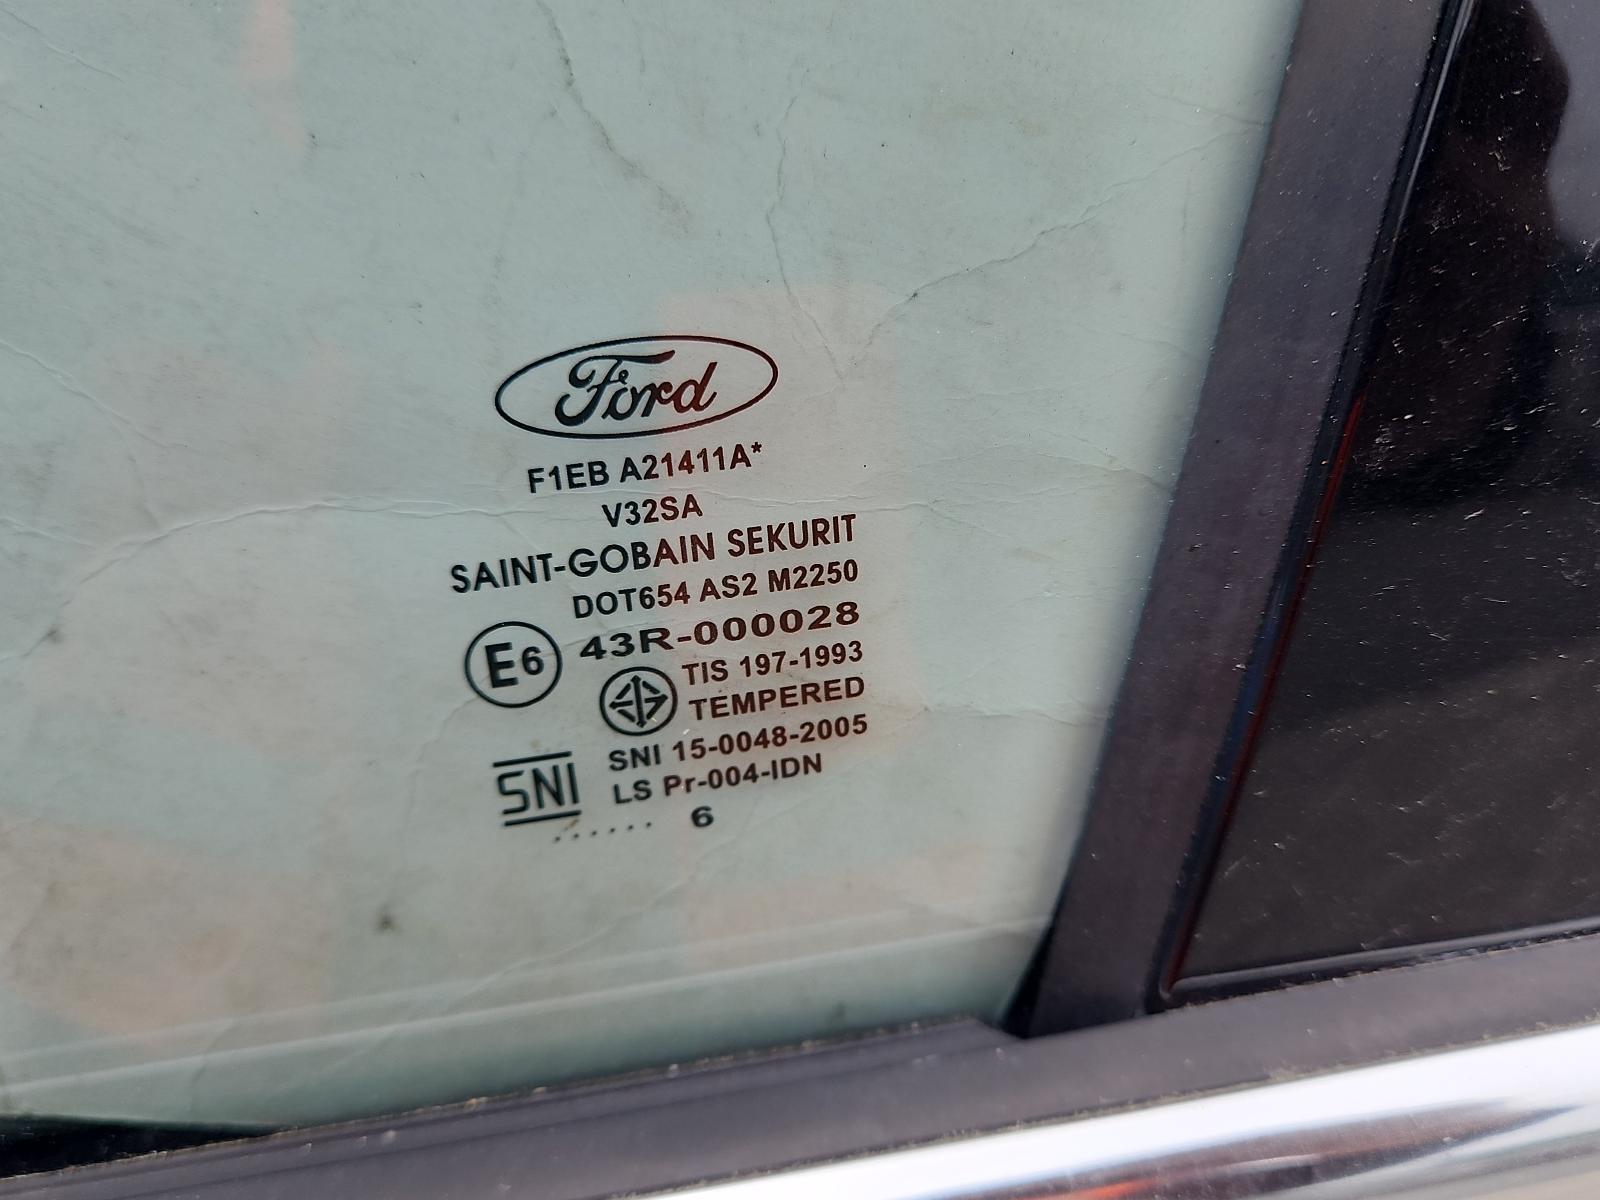 Ford
F1EB A21411A*
V32SA
SAINT-GOBAIN SEKURIT
DOT654 AS2 M2250
E6 43R-000028
TIS 197-1993
TEMPERED
SNI SNI 15-0048-2005
LS Pr-004-IDN
...... 6